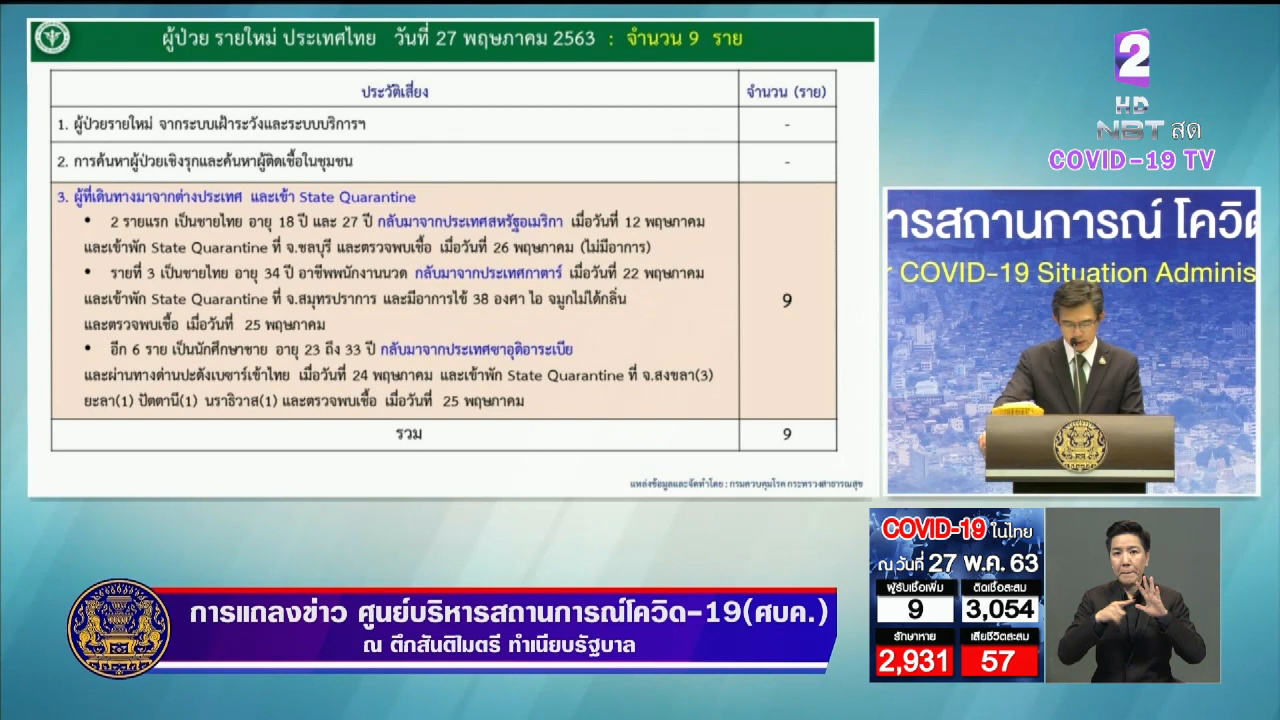 ผู้ป่วย รายใหม่ ประเทศไทย วันที่ 27 พฤษภาคม 2563 : จำนวน 9 ราย
ประวัติเสี่ยง จำนวน (ราย)
1. ผู้ป่วยรายใหม่ จากระบบเฝ้าระวังและระบบบริการฯ -
2. การค้นหาผู้ป่วยเชิงรุกและค้นหาผู้ติดเชื้อในชุมชน -
3. ผู้ที่เดินทางมาจากต่างประเทศ และเข้า State Quarantine
• 2 รายแรก เป็นชายไทย อายุ 18 ปี และ 27 ปี กลับมาจากประเทศสหรัฐอเมริกา เมื่อวันที่ 12 พฤษภาคม
และเข้าพัก State Quarantine ที่ จ.ชลบุรี และตรวจพบเชื้อ เมื่อวันที่ 26 พฤษภาคม (ไม่มีอาการ)
• รายที่ 3 เป็นชายไทย อายุ 34 ปี อาชีพพนักงานนวด กลับมาจากประเทศกาตาร์ เมื่อวันที่ 22 พฤษภาคม
และเข้าพัก State Quarantine ที่ จ.สมุทรปราการ และมีอาการไข้ 38 องศา ไอ จมูกไม่ได้กลิ่น
และตรวจพบเชื้อ เมื่อวันที่ 25 พฤษภาคม
• อีก 6 ราย เป็นนักศึกษาชาย อายุ 23 ถึง 33 ปี กลับมาจากประเทศซาอุดิอาระเบีย
และผ่านทางด่านปะดังเบซาร์เข้าไทย เมื่อวันที่ 24 พฤษภาคม และเข้าพัก State Quarantine ที่ จ.สงขลา(3)
ยะลา(1) ปัตตานี(1) นราธิวาส(1) และตรวจพบเชื้อ เมื่อวันที่ 25 พฤษภาคม
9
รวม 9
แหล่งข้อมูลและจัดทำโดย : กรมควบคุมโรค กระทรวงสาธารณสุข
2
HD
NBT สด
COVID-19 TV
ารสถานการณ์ โควิด
r COVID-19 Situation Adminis
COVID-19 ในไทย
ณ วันที่ 27 พ.ค. 63
ผู้รับเชื้อเพิ่ม ติดเชื้อสะสม
9 3,054
รักษาหาย เสียชีวิตสะสม
2,931 57
การแถลงข่าว ศูนย์บริหารสถานการณ์โควิด-19(ศบค.)
ณ ตึกสันติไมตรี ทำเนียบรัฐบาล